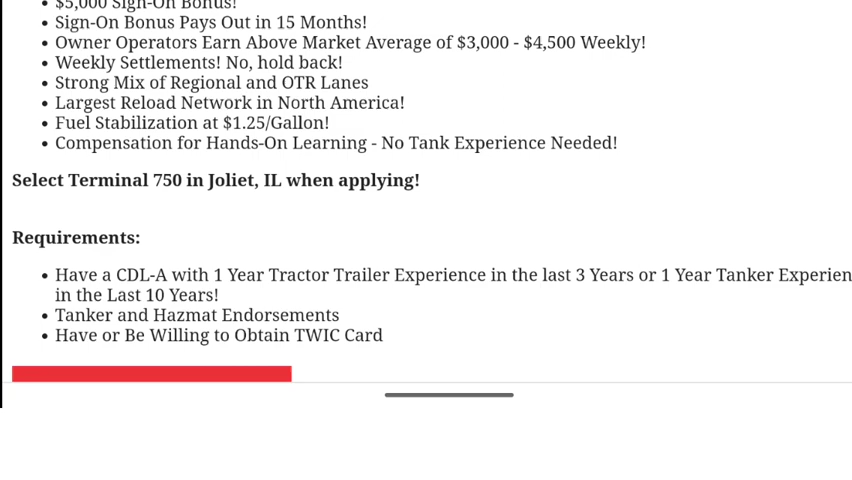 $5,000 Sign-On Bonus!
Sign-On Bonus Pays Out in 15 Months!
Owner Operators Earn Above Market Average of $3,000 - $4,500 Weekly!
Weekly Settlements! No, hold back!
Strong Mix of Regional and OTR Lanes
Largest Reload Network in North America!
Fuel Stabilization at $1.25/Gallon!
Compensation for Hands-On Learning - No Tank Experience Needed!
Select Terminal 750 in Joliet, IL when applying!
Requirements:
Have a CDL-A with 1 Year Tractor Trailer Experience in the last 3 Years or 1 Year Tanker Experien
in the Last 10 Years!
Tanker and Hazmat Endorsements
Have or Be Willing to Obtain TWIC Card